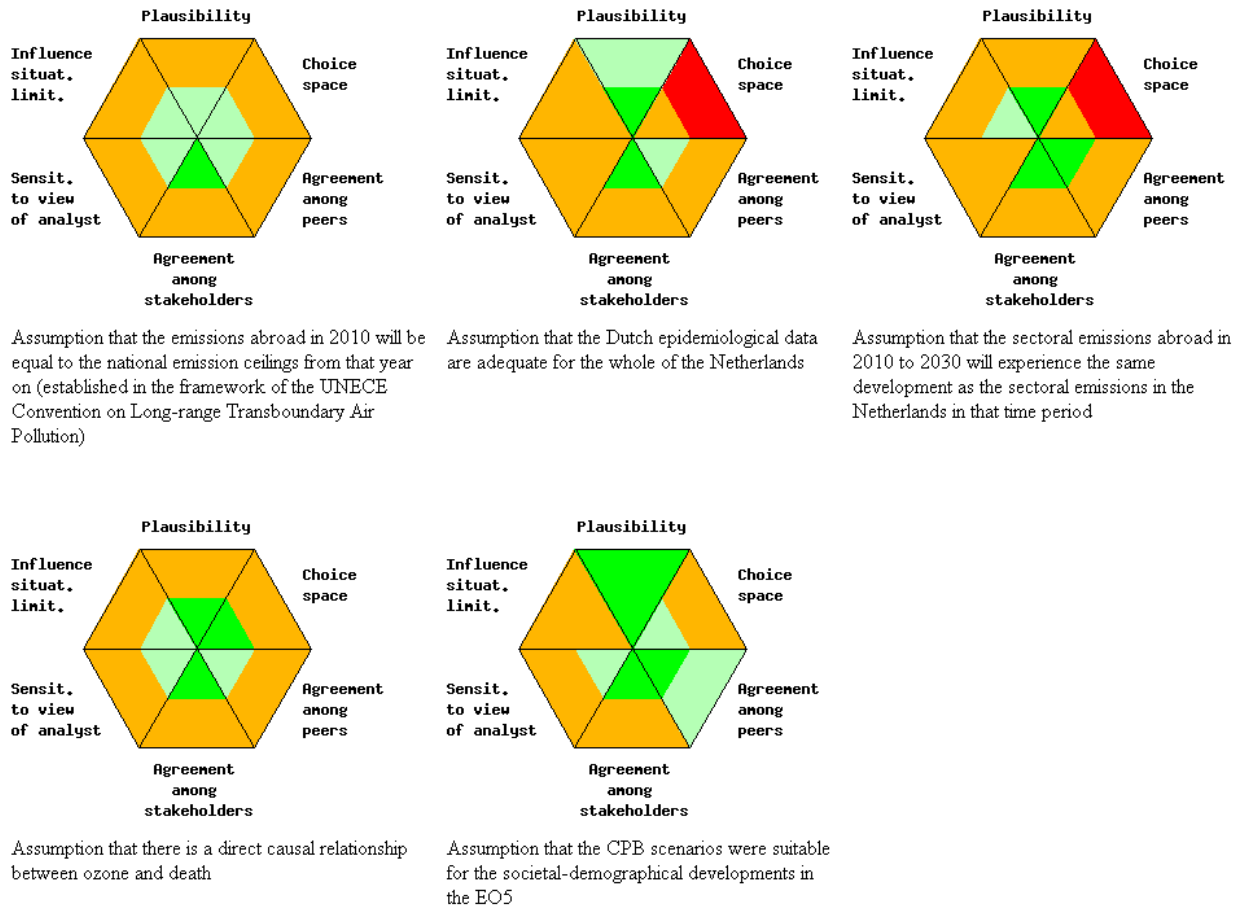 Plausibility
Influence
situat.
limit.
Choice
space
Sensit.
to view
of analyst
Agreement
among
peers
Agreement
among
stakeholders
Assumption that the emissions abroad in 2010 will be
equal to the national emission ceilings from that year
on (established in the framework of the UNECE
Convention on Long-range Transboundary Air
Pollution)
Plausibility
Influence
situat.
limit.
Choice
space
Sensit.
to view
of analyst
Agreement
among
peers
Agreement
among
stakeholders
Assumption that the Dutch epidemiological data
are adequate for the whole of the Netherlands
Plausibility
Influence
situat.
limit.
Choice
space
Sensit.
to view
of analyst
Agreement
among
peers
Agreement
among
stakeholders
Assumption that the sectoral emissions abroad in
2010 to 2030 will experience the same
development as the sectoral emissions in the
Netherlands in that time period
Plausibility
Influence
situat.
limit.
Choice
space
Sensit.
to view
of analyst
Agreement
among
peers
Agreement
among
stakeholders
Assumption that there is a direct causal relationship
between ozone and death
Plausibility
Influence
situat.
limit.
Choice
space
Sensit.
to view
of analyst
Agreement
among
peers
Agreement
among
stakeholders
Assumption that the CPB scenarios were suitable
for the societal-demographical developments in
the EO5